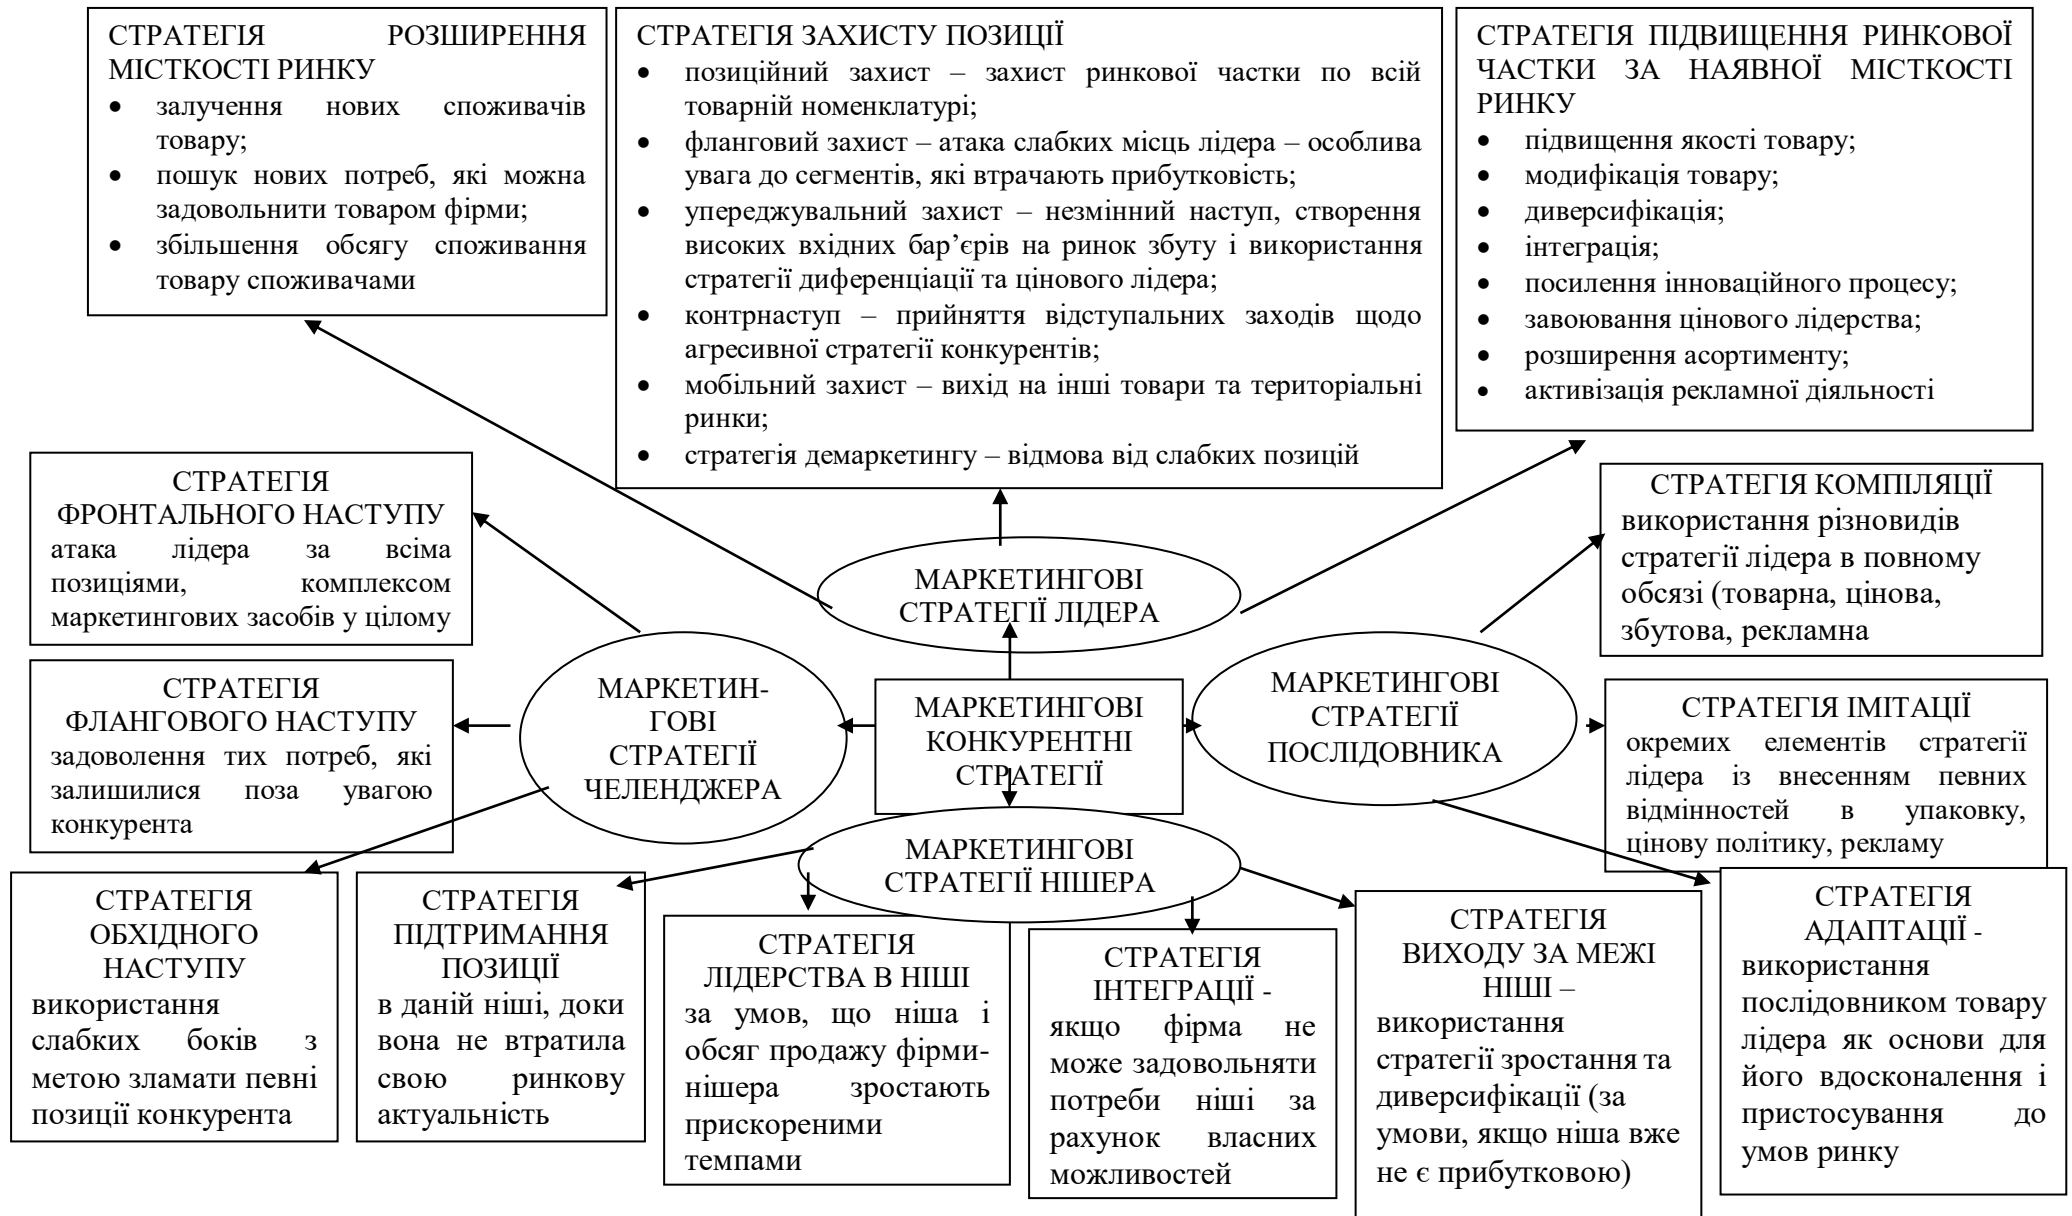 СТРАТЕГІЯ РОЗШИРЕННЯ
МІСТКОСТІ РИНКУ
• залучення нових споживачів
товару;
• пошук нових потреб, які можна
задовольнити товаром фірми;
• збільшення обсягу споживання
товару споживачами
СТРАТЕГІЯ ЗАХИСТУ ПОЗИЦІЇ
• позиційний захист – захист ринкової частки по всій
товарній номенклатурі;
• фланговий захист – атака слабких місць лідера – особлива
увага до сегментів, які втрачають прибутковість;
• упереджувальний захист – незмінний наступ, створення
високих вхідних бар’єрів на ринок збуту і використання
стратегії диференціації та цінового лідера;
• контрнаступ – прийняття відступальних заходів щодо
агресивної стратегії конкурентів;
• мобільний захист – вихід на інші товари та територіальні
ринки;
• стратегія демаркетингу – відмова від слабких позицій
СТРАТЕГІЯ ПІДВИЩЕННЯ РИНКОВОЇ
ЧАСТКИ ЗА НАЯВНОЇ МІСТКОСТІ
РИНКУ
• підвищення якості товару;
• модифікація товару;
• диверсифікація;
• інтеграція;
• посилення інноваційного процесу;
• завоювання цінового лідерства;
• розширення асортименту;
• активізація рекламної діяльності
СТРАТЕГІЯ
ФРОНТАЛЬНОГО НАСТУПУ
атака лідера за всіма
позиціями, комплексом
маркетингових засобів у цілому
МАРКЕТИНГОВІ
СТРАТЕГІЇ ЛІДЕРА
СТРАТЕГІЯ КОМПІЛЯЦІЇ
використання різновидів
стратегії лідера в повному
обсязі (товарна, цінова,
збутова, рекламна
СТРАТЕГІЯ
ФЛАНГОВОГО НАСТУПУ
задоволення тих потреб, які
залишилися поза увагою
конкурента
МАРКЕТИН-
ГОВІ
СТРАТЕГІЇ
ЧЕЛЕНДЖЕРА
МАРКЕТИНГОВІ
КОНКУРЕНТНІ
СТРАТЕГІЇ
МАРКЕТИНГОВІ
СТРАТЕГІЇ
ПОСЛІДОВНИКА
СТРАТЕГІЯ ІМІТАЦІЇ
окремих елементів стратегії
лідера із внесенням певних
відмінностей в упаковку,
цінову політику, рекламу
МАРКЕТИНГОВІ
СТРАТЕГІЇ НІШЕРА
СТРАТЕГІЯ
ОБХІДНОГО
НАСТУПУ
використання
слабких боків з
метою зламати певні
позиції конкурента
СТРАТЕГІЯ
ПІДТРИМАННЯ
ПОЗИЦІЇ
в даній ніші, доки
вона не втратила
свою ринкову
актуальність
СТРАТЕГІЯ
ЛІДЕРСТВА В НІШІ
за умов, що ніша і
обсяг продажу фірми-
нішера зростають
прискореними
темпами
СТРАТЕГІЯ
ІНТЕГРАЦІЇ -
якщо фірма не
може задовольняти
потреби ніші за
рахунок власних
можливостей
СТРАТЕГІЯ
ВИХОДУ ЗА МЕЖІ
НІШІ –
використання
стратегії зростання та
диверсифікації (за
умови, якщо ніша вже
не є прибутковою)
СТРАТЕГІЯ
АДАПТАЦІЇ -
використання
послідовником товару
лідера як основи для
його вдосконалення і
пристосування до
умов ринку